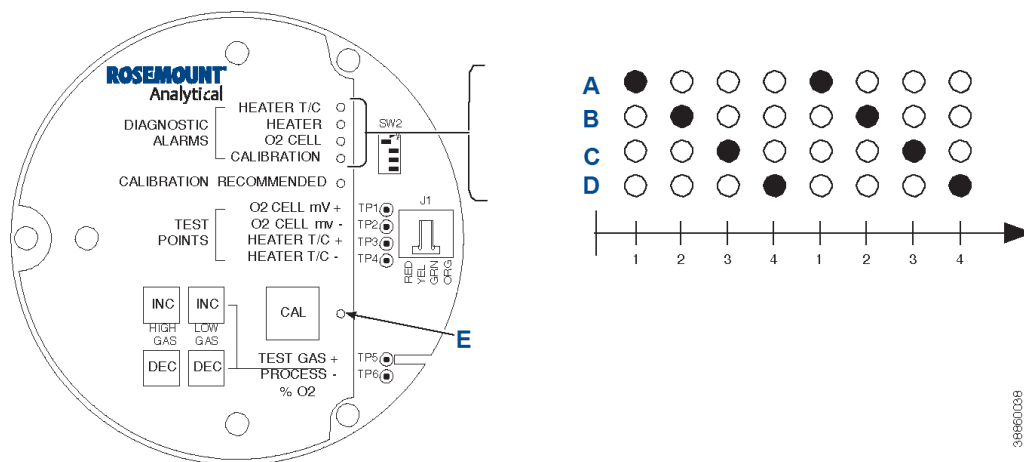 ROSEMOUNT
Analytical
HEATER T/C
DIAGNOSTIC
ALARMS
HEATER
O2 CELL
CALIBRATION
SW2
CALIBRATION RECOMMENDED
TEST
POINTS
O2 CELL mV +
O2 CELL mv -
HEATER T/C +
HEATER T/C -
TP1
TP2
TP3
TP4
J1
RED
YEL
GRN
ORG
INC
INC
HIGH
GAS
LOW
GAS
DEC
DEC
CAL
E
TEST GAS +
PROCESS -
% O2
TP5
TP6
A
B
C
D
1 2 3 4 1 2 3 4
38860038